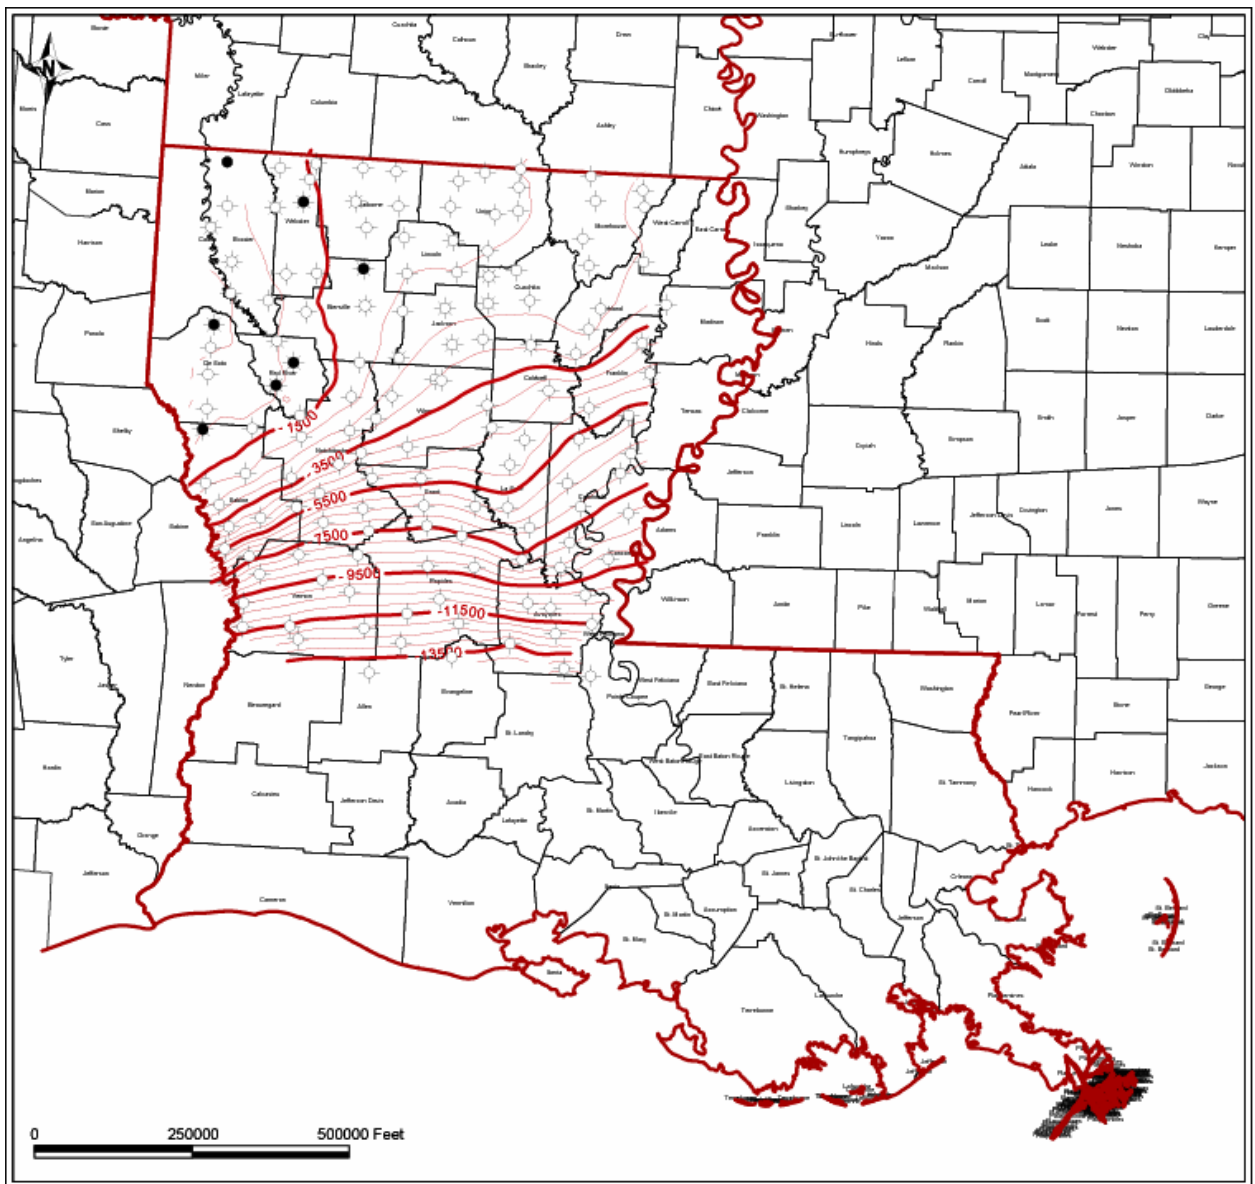 Bowie
Ouachita
Calhoun
Drew
Sunflower
Webster
Clay
Bradley
Leflore
Carroll
Montgomery
Oktibbeha
N
Miller
Lafayette
Columbia
Union
Ashley
Chicot
Washington
Choctaw
Morris
Cass
Humphreys
Holmes
Attala
Winston
Marion
Webster
Claiborne
Union
Morehouse
West Carroll
East Carroll
Sharkey
Issaquena
Yazoo
Leake
Neshoba
Kemper
Harrison
Caddo
Bossier
Lincoln
Madison
Ouachita
Panola
Bienville
Jackson
Richland
Madison
Warren
Hinds
Rankin
Scott
Newton
Lauderdale
De Soto
Red River
Caldwell
Franklin
Winn
Tensas
Claiborne
Smith
Jasper
Clarke
Shelby
-1500
Copiah
Simpson
Natchitoches
-3500
Jefferson
Sabine
-5500
Grant
La Salle
Catahoula
Wayne
San Augustine
Sabine
Angelina
-7500
Adams
Franklin
Lincoln
Lawrence
Jefferson Davis
Covington
Jones
Concordia
-9500
Rapides
Vernon
-11500
Avoyelles
Wilkinson
Amite
Pike
Walthall
Marion
Lamar
Forrest
Perry
Greene
-13500
Tyler
Jasper
Newton
West Feliciana
East Feliciana
St. Helena
Washington
Pearl River
Stone
George
Beauregard
Allen
Evangeline
Pointe Coupee
St. Landry
Tangipahoa
Hardin
Calcasieu
Jefferson Davis
Acadia
Lafayette
St. Martin
Iberville
West Baton Rouge
East Baton Rouge
Livingston
St. Tammany
Hancock
Harrison
Jackson
Orange
Ascension
Jefferson
Cameron
Vermilion
St. James
St. John the Baptist
St. Charles
Orleans
St. Martin
Assumption
Jefferson
St. Bernard
St. Bernard
St. Bernard
St. Mary
Iberia
Terrebonne
Lafourche
Plaquemines
0
250000
500000 Feet